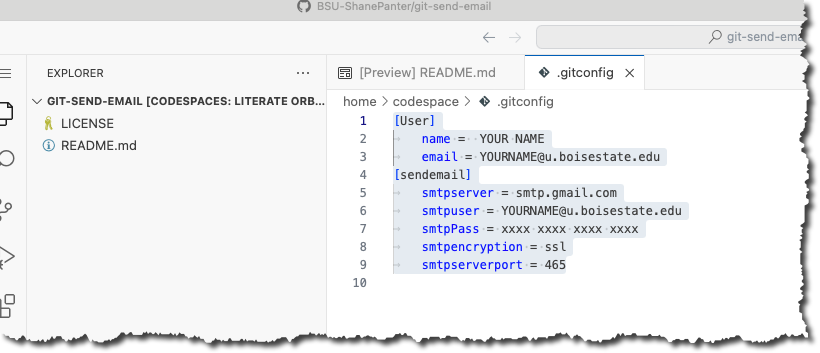 BSU-ShanePanter/git-send-email
git-send-ema
EXPLORER
[Preview] README.md
.gitconfig
GIT-SEND-EMAIL [CODESPACES: LITERATE ORB...
LICENSE
README.md
home > codespace > .gitconfig
1 [User]
2 name = YOUR NAME
3 email = YOURNAME@u.boisestate.edu
4 [sendemail]
5 smtpserver = smtp.gmail.com
6 smtpuser = YOURNAME@u.boisestate.edu
7 smtpPass = xxxx xxxx xxxx xxxx
8 smtpencryption = ssl
9 smtpserverport = 465
10